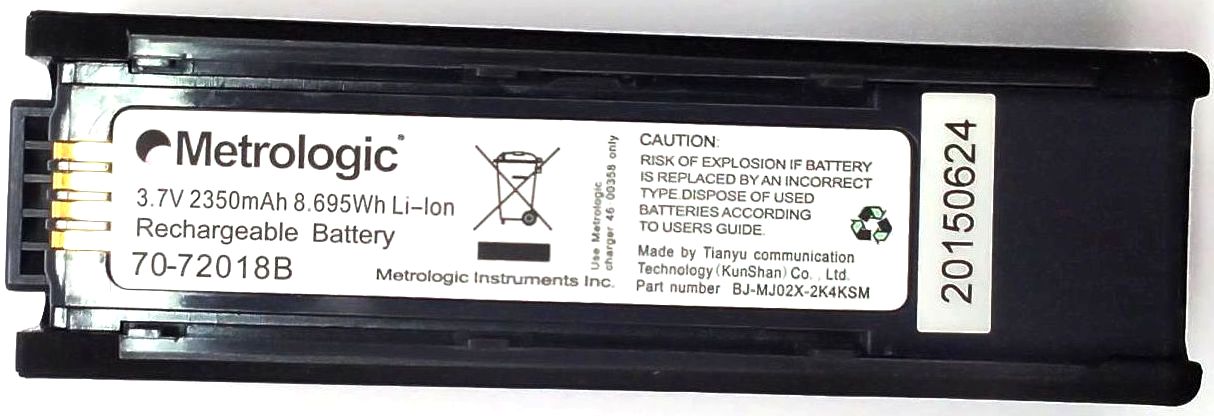 Metrologic®
3.7V 2350mAh 8.695Wh Li-Ion
Rechargeable Battery
70-72018B
Metrologic Instruments Inc.
Use Metrologic
charger 46 00358 only
CAUTION:
RISK OF EXPLOSION IF BATTERY
IS REPLACED BY AN INCORRECT
TYPE.DISPOSE OF USED
BATTERIES ACCORDING
TO USERS GUIDE.
Made by Tianyu communication
Technology(KunShan) Co., Ltd.
Part number BJ-MJ02X-2K4KSM
20150624